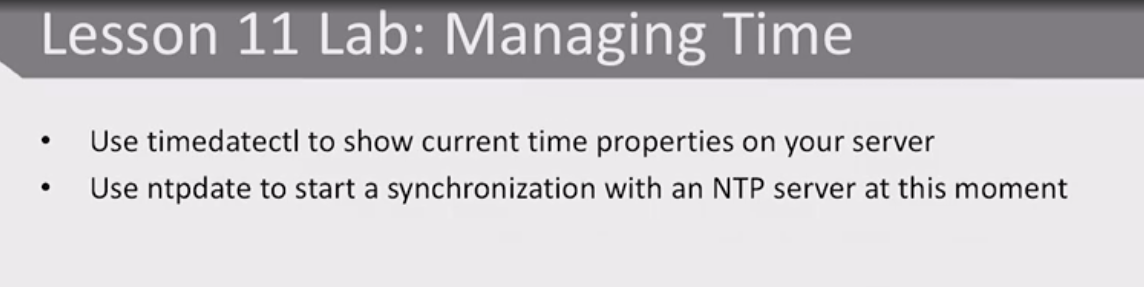 Lesson 11 Lab: Managing Time
• Use timedatectl to show current time properties on your server
• Use ntpdate to start a synchronization with an NTP server at this moment